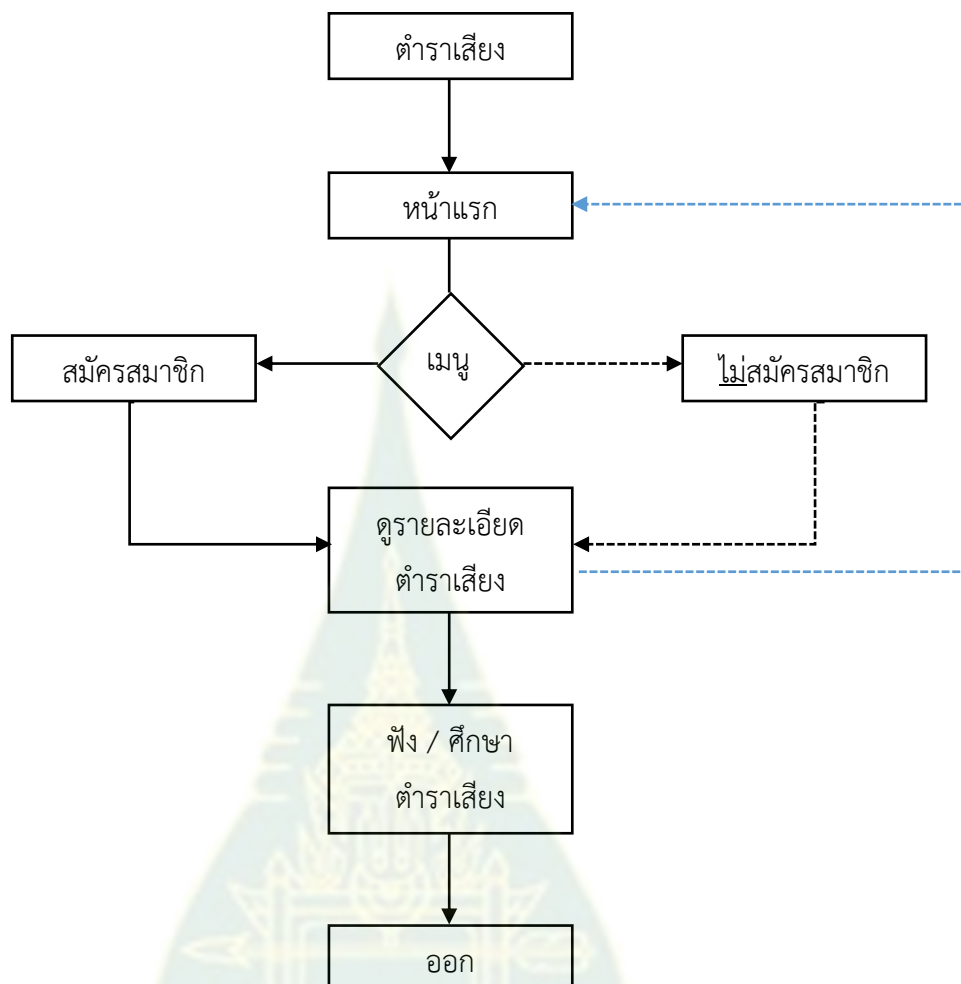 ตำราเสียง
หน้าแรก
เมนู
สมัครสมาชิก
ไม่สมัครสมาชิก
ดูรายละเอียด
ตำราเสียง
ฟัง / ศึกษา
ตำราเสียง
ออก